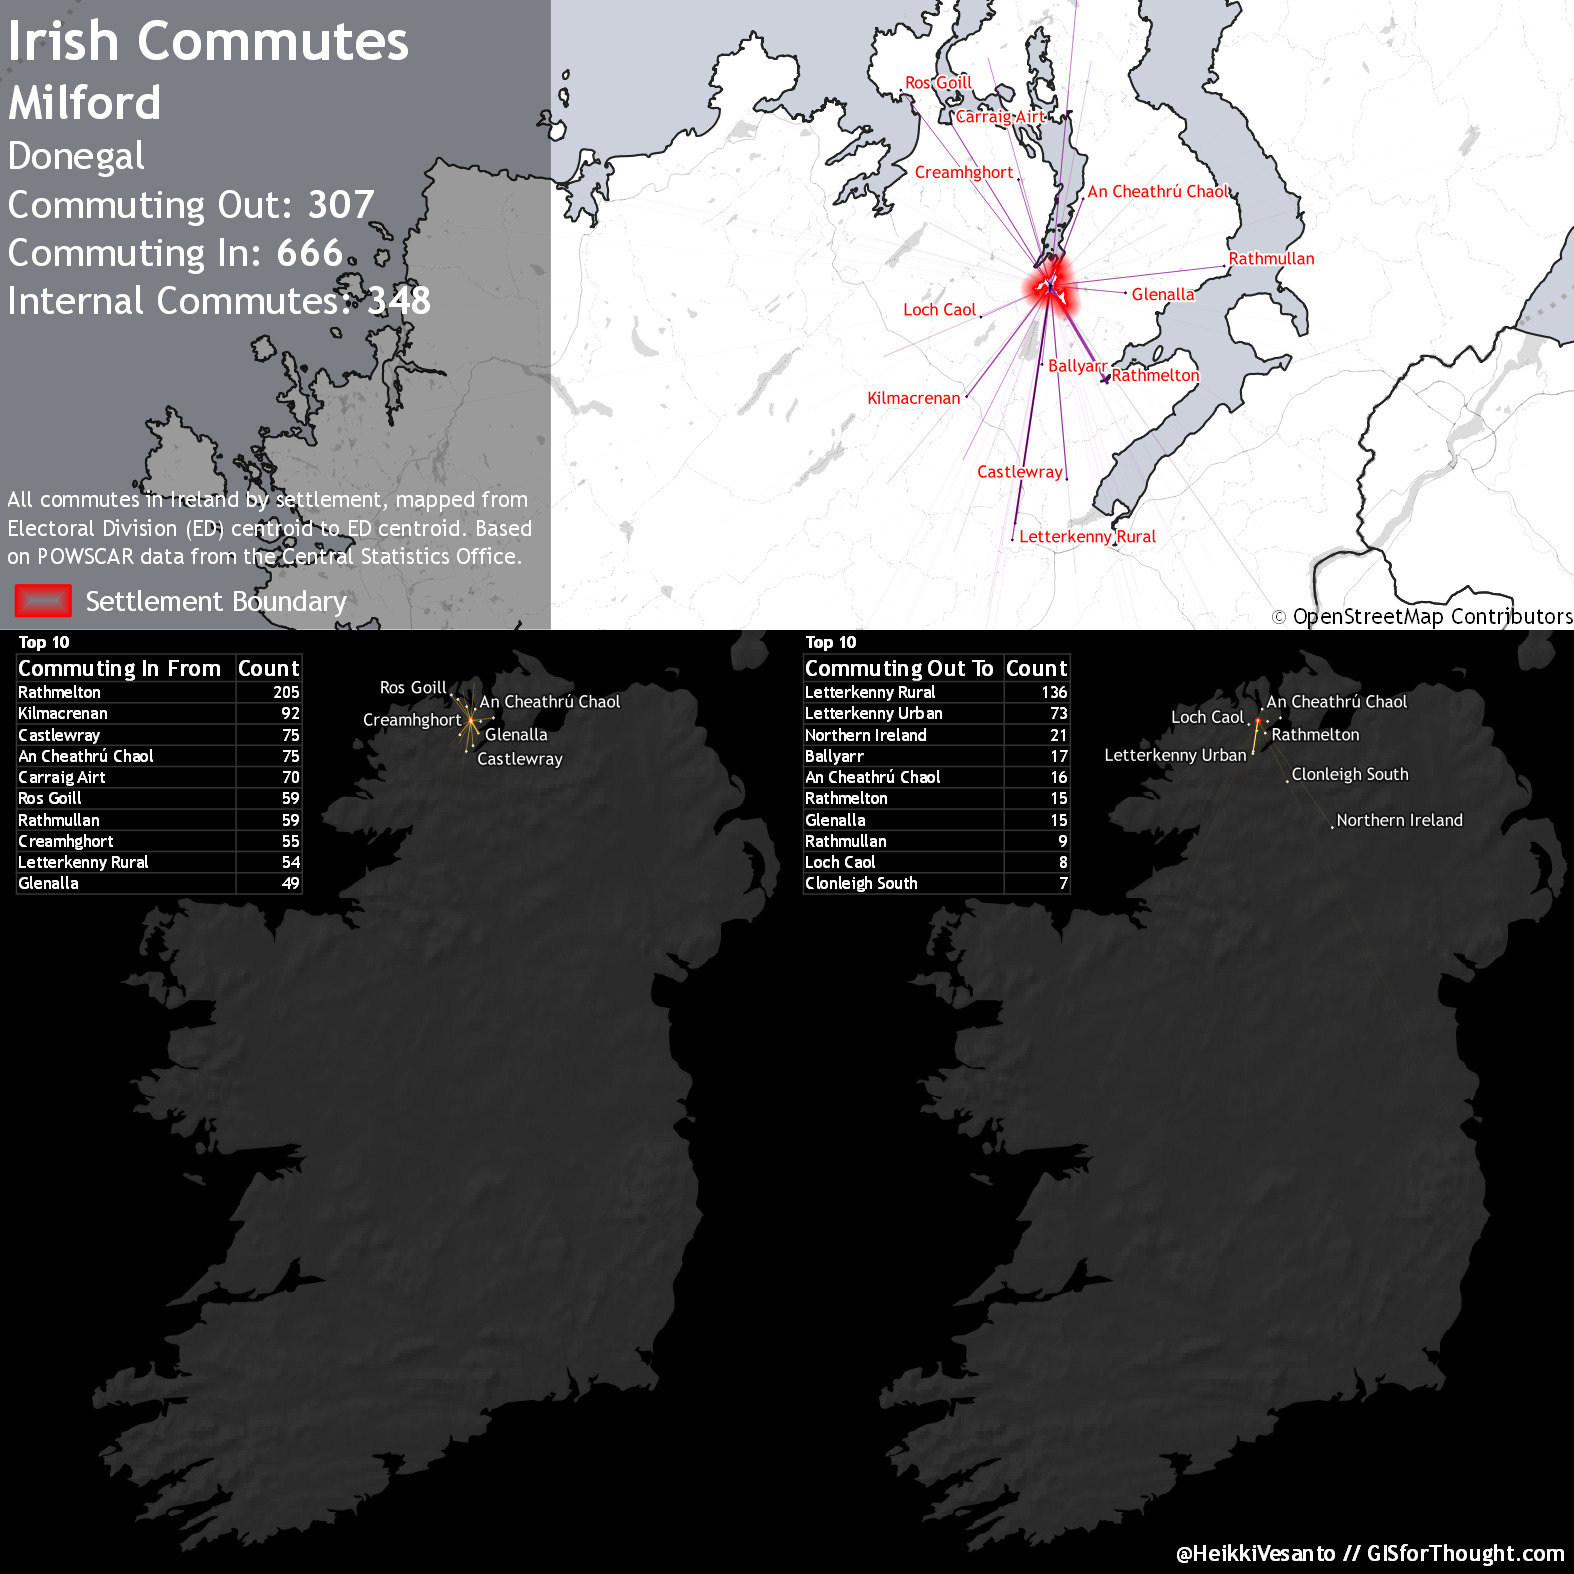 Irish Commutes
Milford
Donegal
Commuting Out: 307
Commuting In: 666
Internal Commutes: 348
All commutes in Ireland by settlement, mapped from
Electoral Division (ED) centroid to ED centroid. Based
on POWSCAR data from the Central Statistics Office.
Settlement Boundary
Ros Goill
Carraig Airt
Creamhghort
An Cheathrú Chaol
Rathmullan
Glenalla
Loch Caol
Ballyarr
Rathmelton
Kilmacrenan
Castlewray
Letterkenny Rural
© OpenStreetMap Contributors
Top 10
Commuting In From Count
Rathmelton 205
Kilmacrenan 92
Castlewray 75
An Cheathrú Chaol 75
Carraig Airt 70
Ros Goill 59
Rathmullan 59
Creamhghort 55
Letterkenny Rural 54
Glenalla 49
Ros Goill
An Cheathrú Chaol
Creamhghort
Glenalla
Castlewray
Top 10
Commuting Out To Count
Letterkenny Rural 136
Letterkenny Urban 73
Northern Ireland 21
Ballyarr 17
An Cheathrú Chaol 16
Rathmelton 15
Glenalla 15
Rathmullan 9
Loch Caol 8
Clonleigh South 7
An Cheathrú Chaol
Loch Caol
Rathmelton
Letterkenny Urban
Clonleigh South
Northern Ireland
@HeikkiVesanto // GISforThought.com